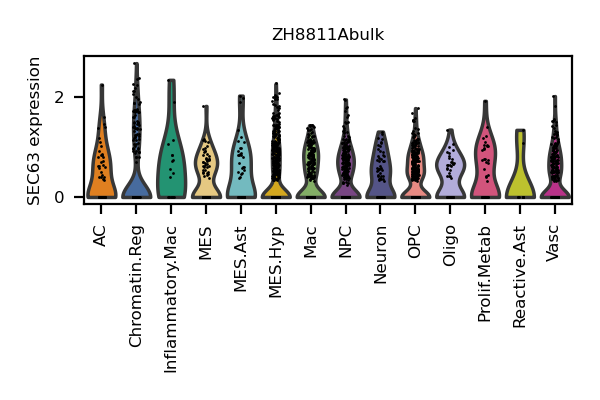 ZH8811Abulk
SEC63 expression
2
0
AC
Chromatin.Reg
Inflammatory.Mac
MES
MES.Ast
MES.Hyp
Mac
NPC
Neuron
OPC
Oligo
Prolif.Metab
Reactive.Ast
Vasc